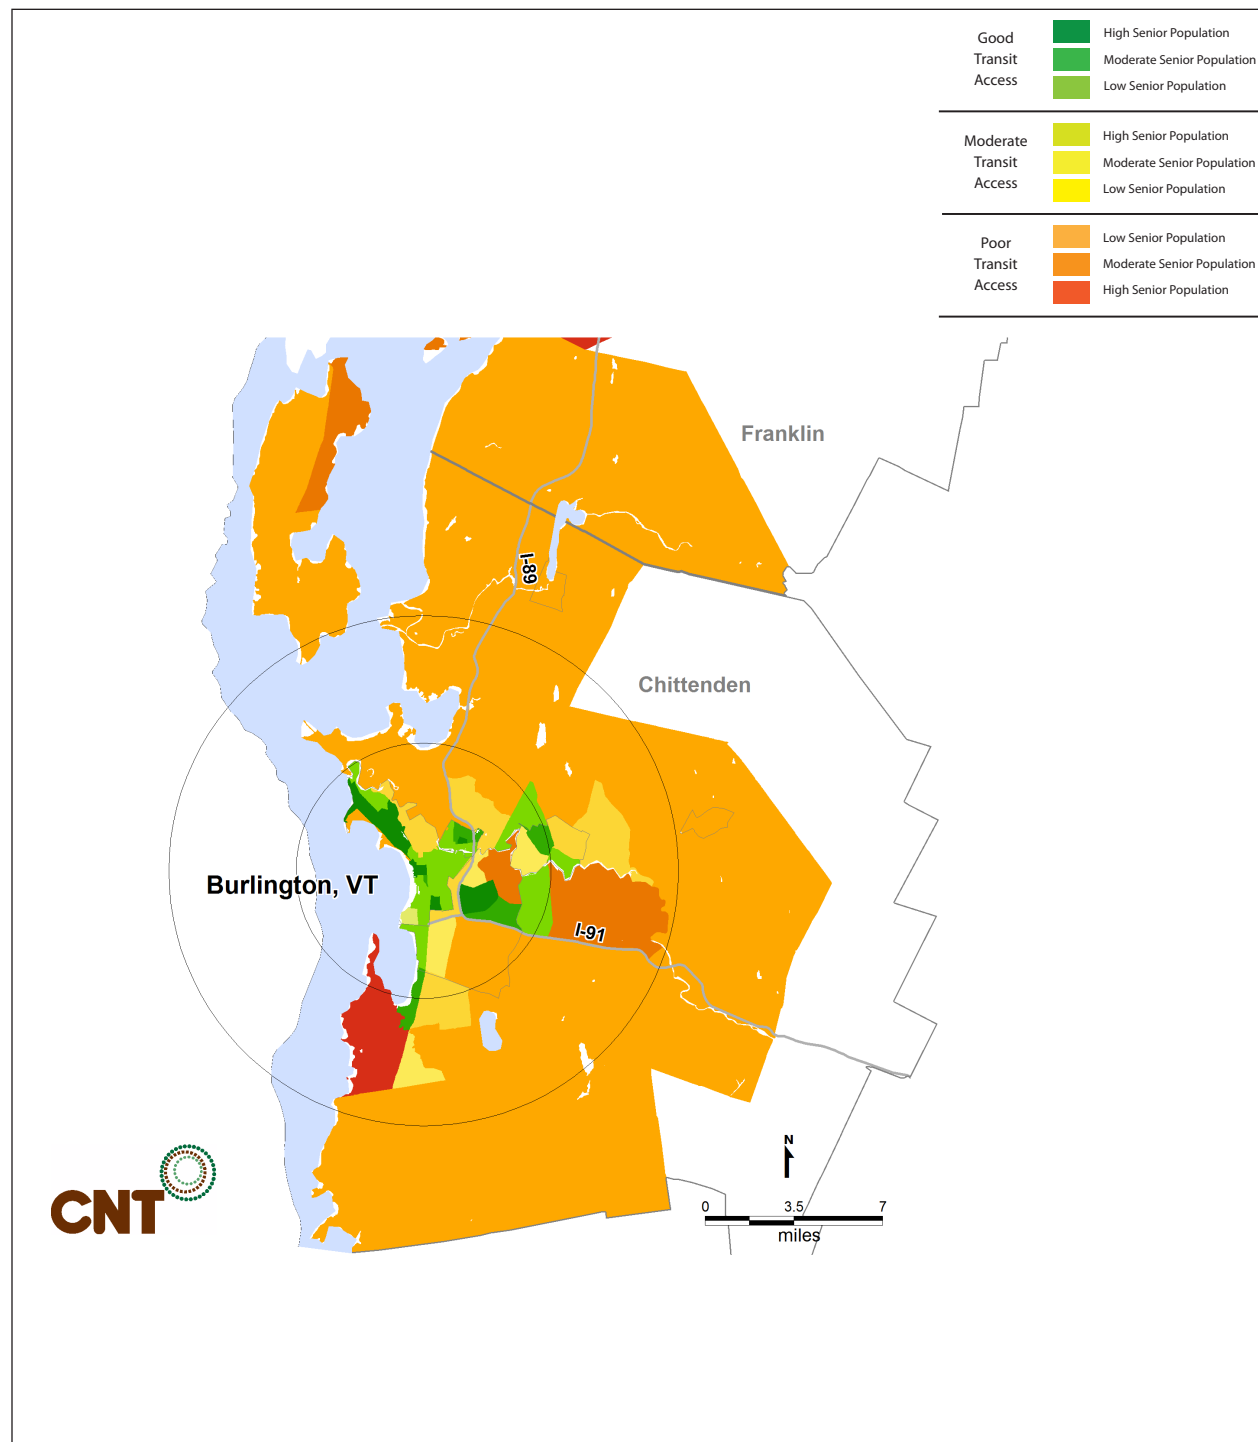 Good
Transit
Access
High Senior Population
Moderate Senior Population
Low Senior Population
Moderate
Transit
Access
High Senior Population
Moderate Senior Population
Low Senior Population
Poor
Transit
Access
Low Senior Population
Moderate Senior Population
High Senior Population
Franklin
I-89
Chittenden
Burlington, VT
I-91
N
0 3.5 7
miles
CNT